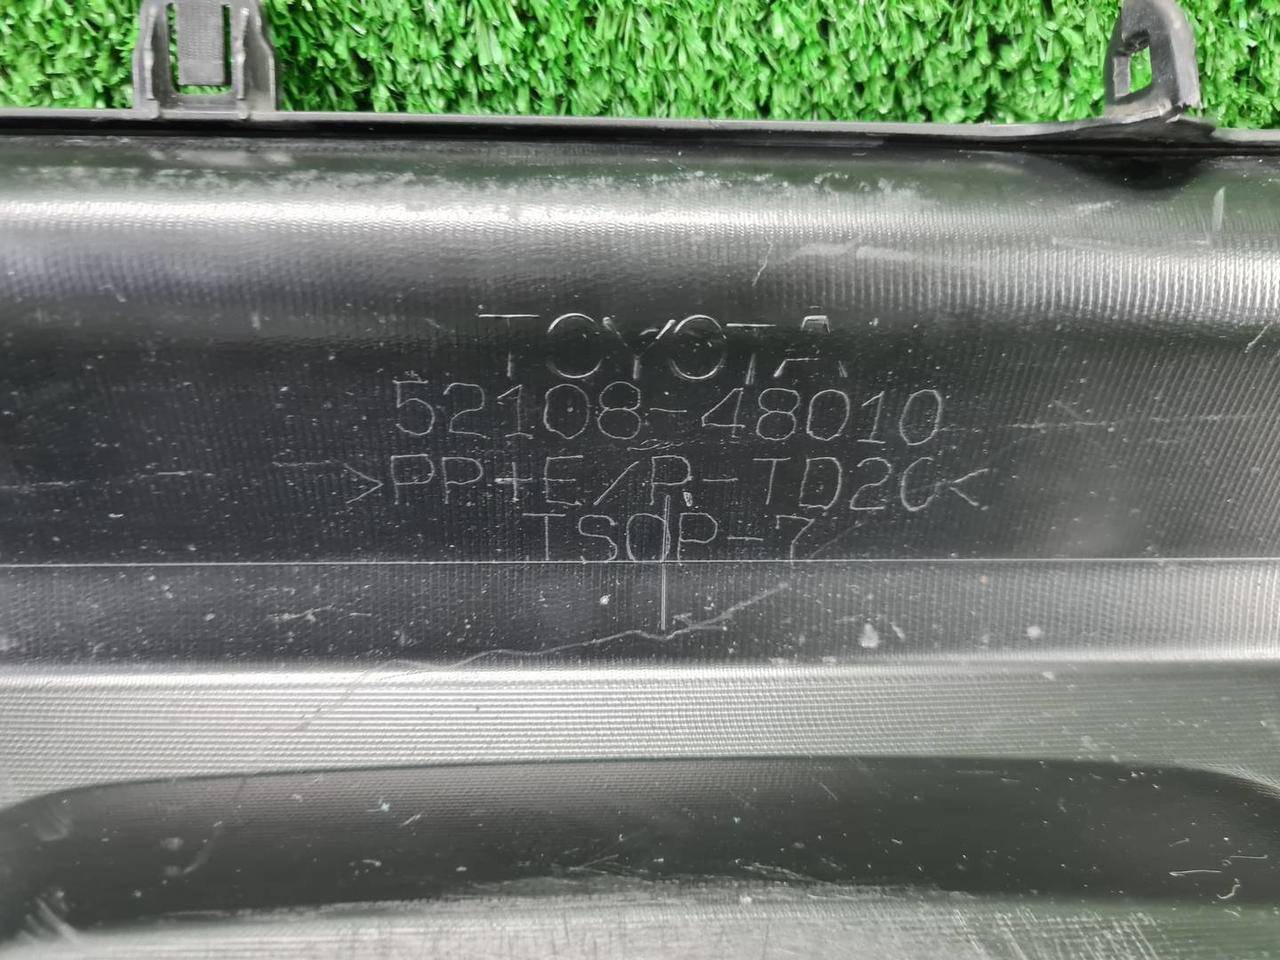 TOYOTA
52108-48010
>PP+E/P-TD20<
TSOP-7